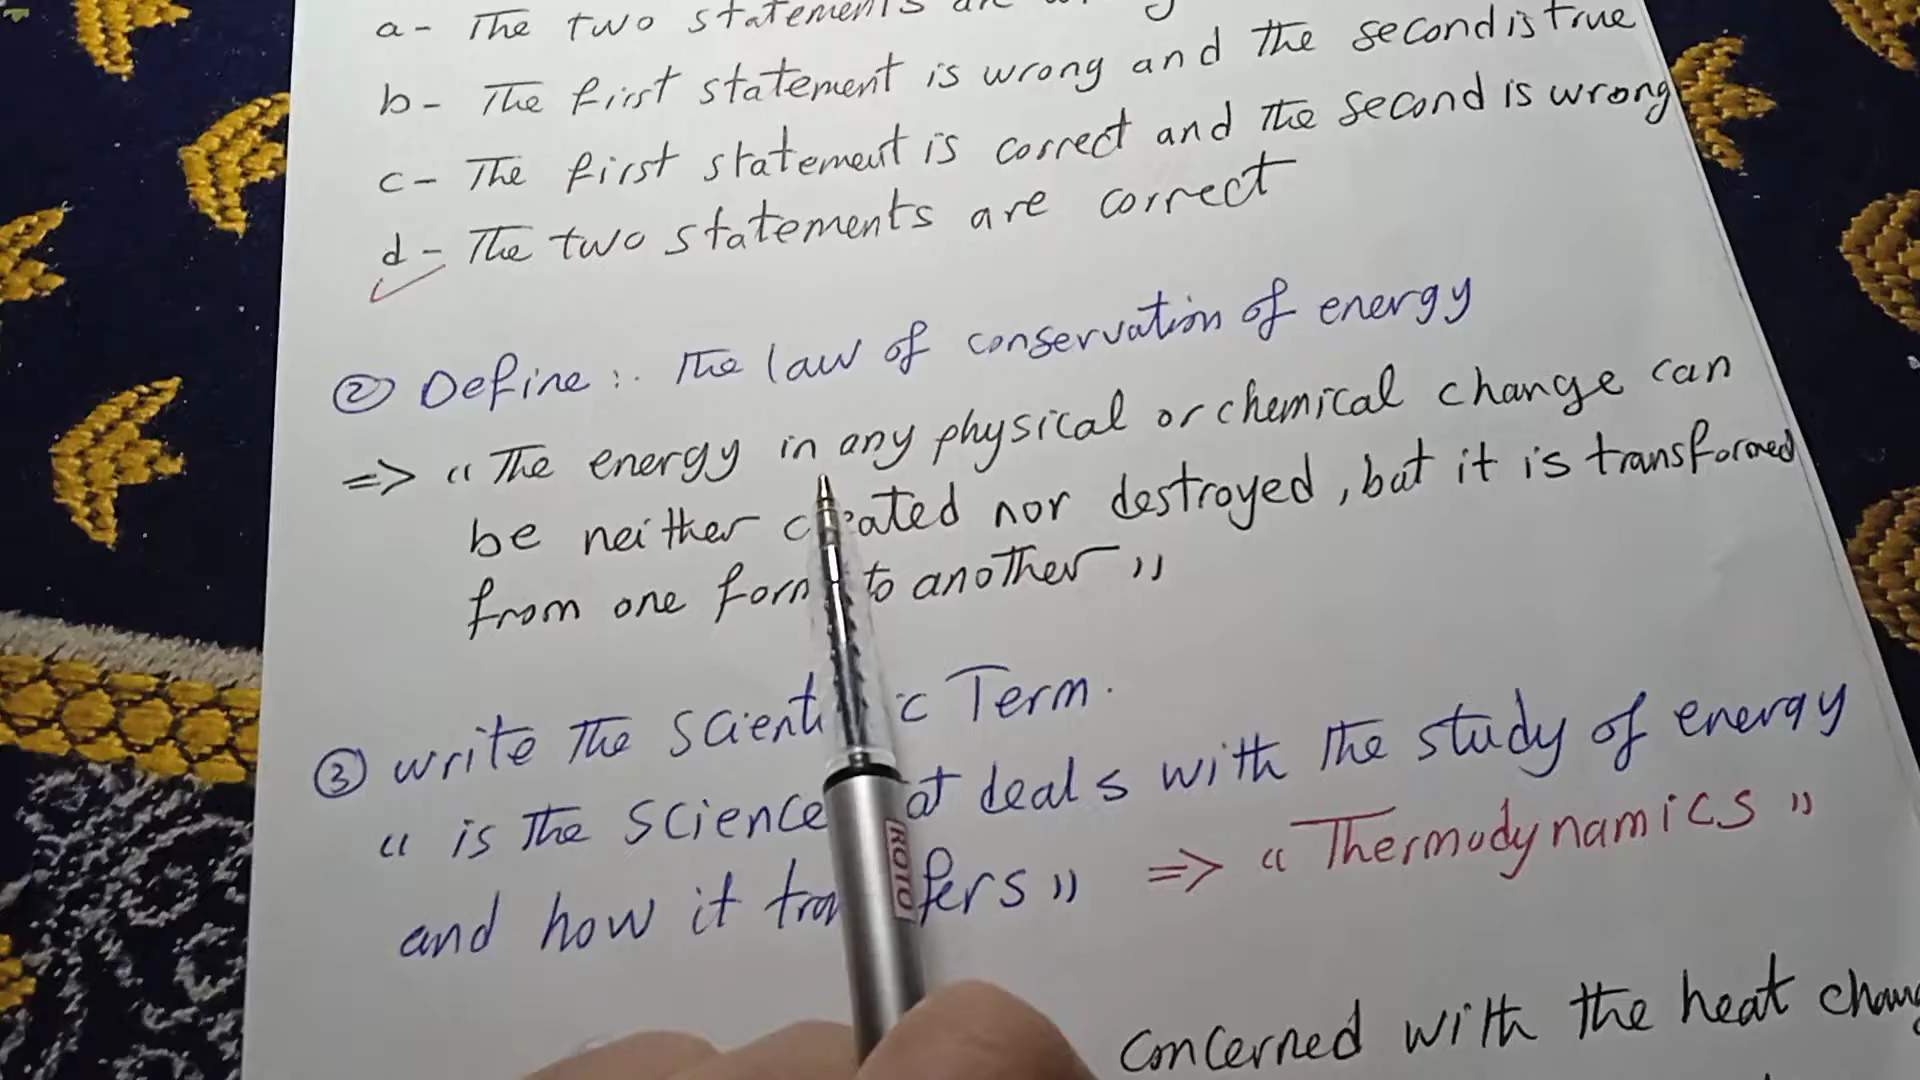 a- The two statements are
b- The first statement is wrong and the second is true
c- The first statement is correct and the second is wrong
d- The two statements are correct
② Define:. The law of conservation of energy
=> "The energy in any physical or chemical change can
be neither created nor destroyed, but it is transformed
from one form to another"
③ write the scientific Term.
" is the science at deals with the study of energy
and how it transfers" => "Thermodynamics"
concerned with the heat
ROTO